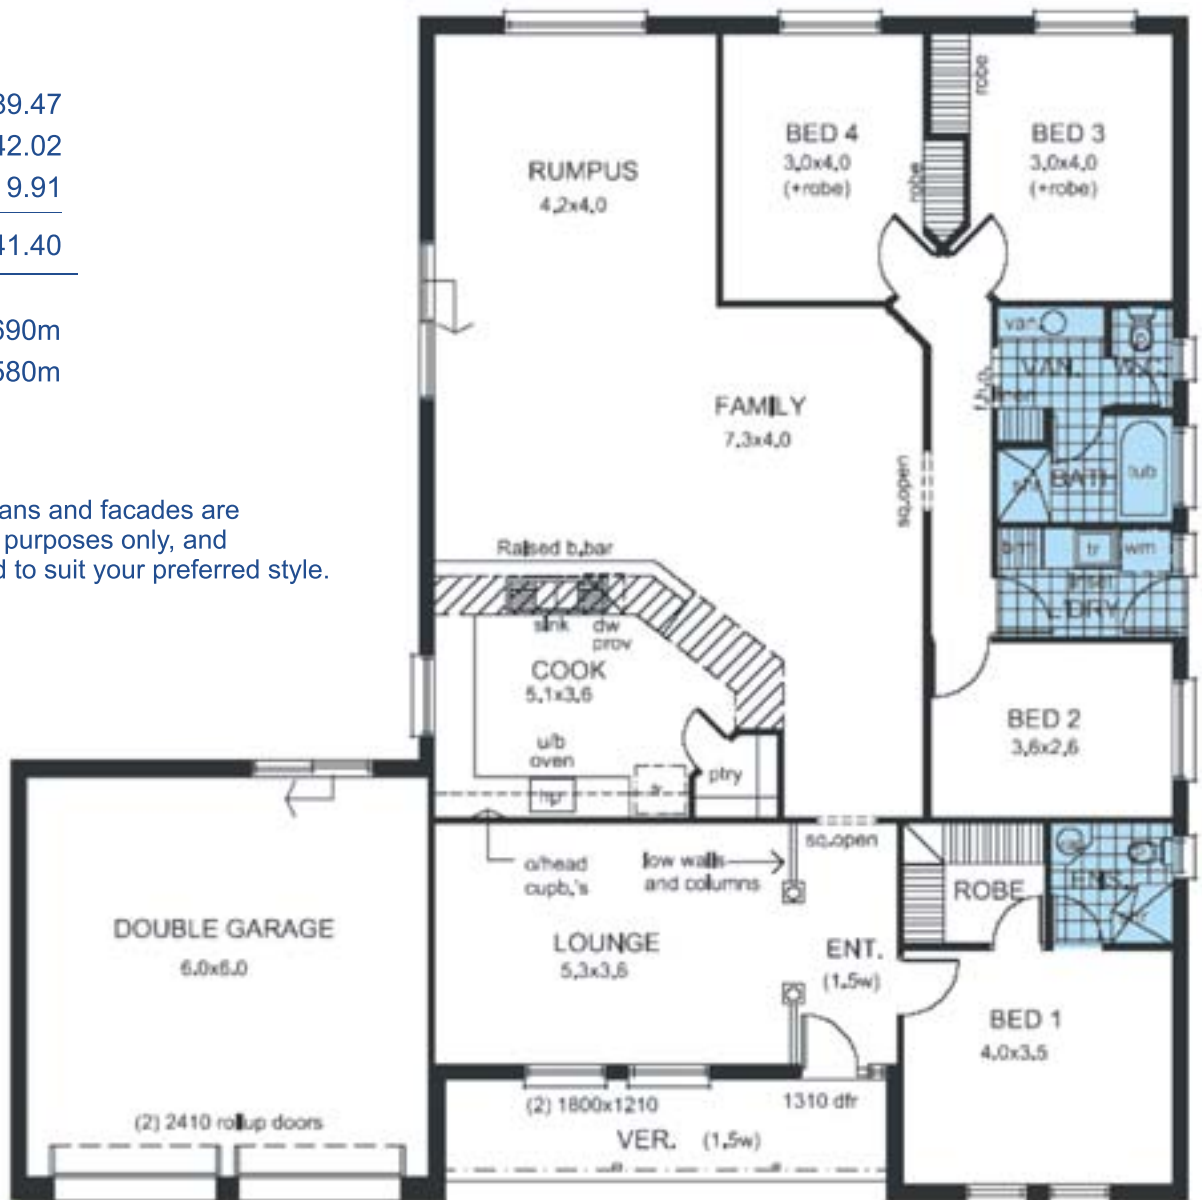 39.47
42.02
9.91
41.40
690m
580m
ans and facades are
purposes only, and
d to suit your preferred style.
RUMPUS
4.2x4.0
BED 4
3.0x4.0
(+robe)
robe
robe
BED 3
3.0x4.0
(+robe)
van.
VAN.
W.C.
FAMILY
7.3x4.0
sq.open
BATH
tub
Raised b.bar
sink
dw
prov
tr
wm
L'DRY
COOK
5.1x3.6
u/b
oven
hp
fr
ptry
BED 2
3.6x2.6
sq.open
o/head
cupb.'s
low walls
and columns
ROBE
ENS.
DOUBLE GARAGE
6.0x6.0
LOUNGE
5.3x3.6
ENT.
(1.5w)
BED 1
4.0x3.5
(2) 2410 rollup doors
(2) 1800x1210
1310 dfr
VER. (1.5w)